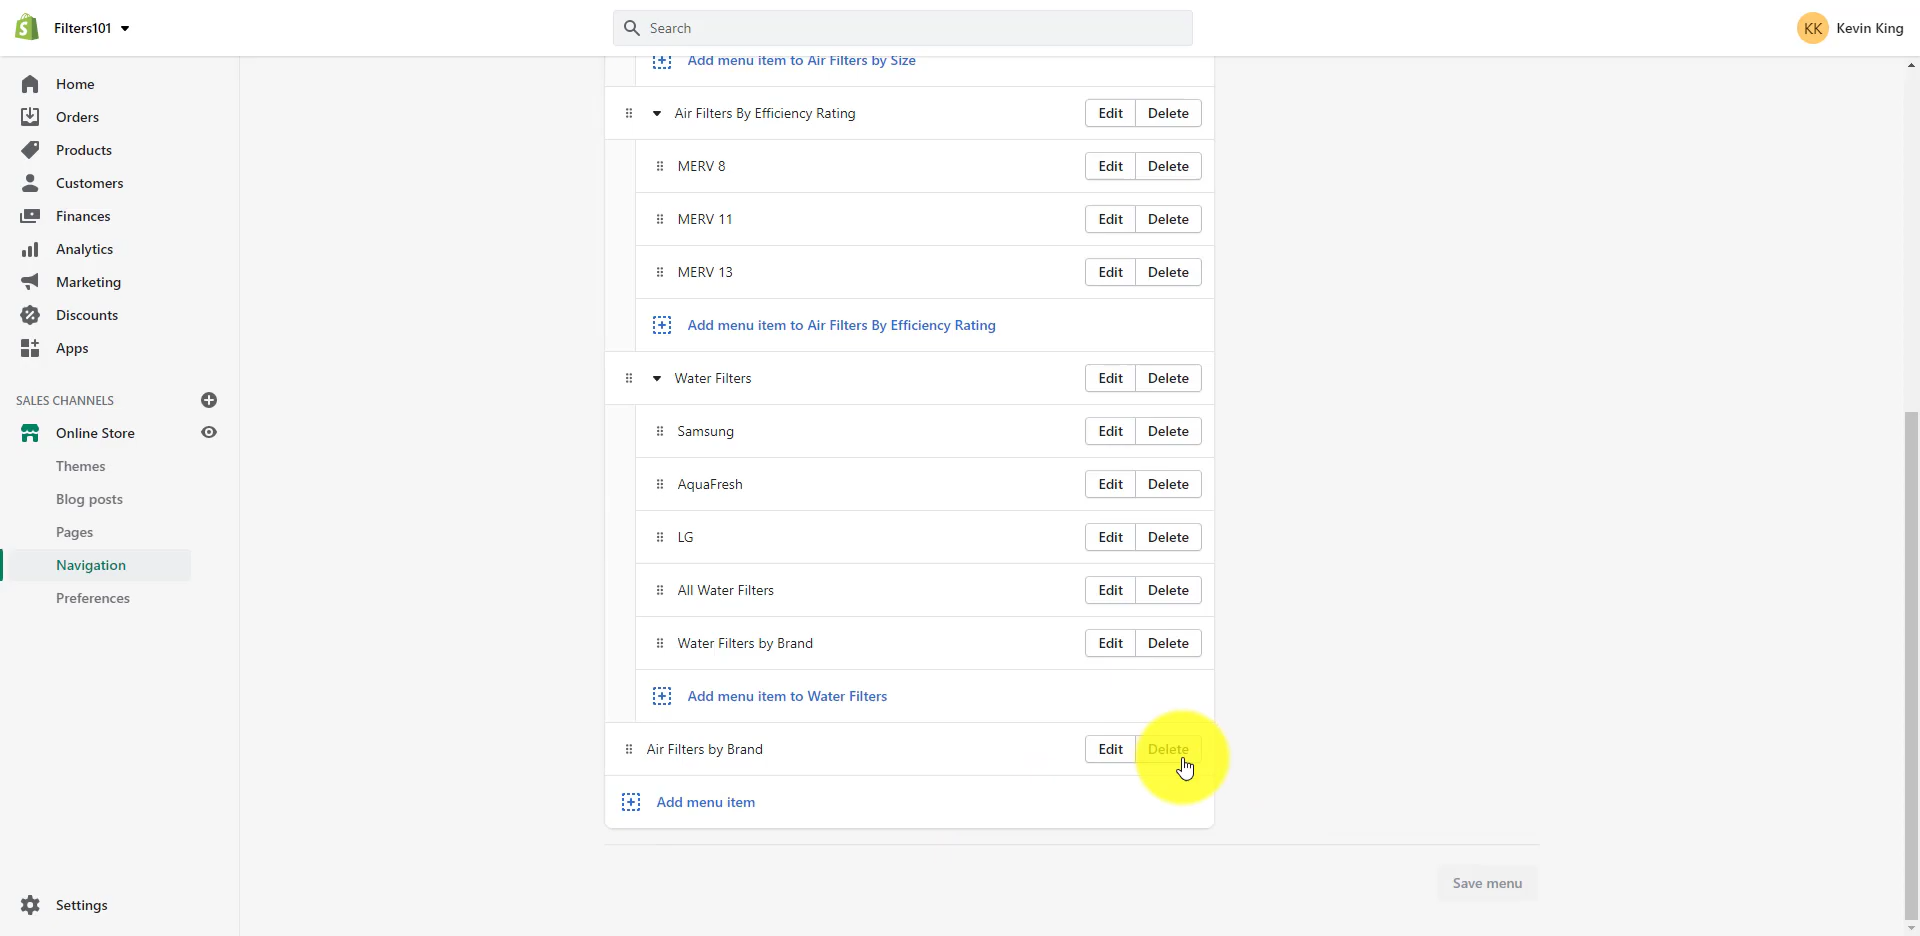 Filters101
Search
KK Kevin King
Home
Orders
Products
Customers
Finances
Analytics
Marketing
Discounts
Apps
SALES CHANNELS
Online Store
Themes
Blog posts
Pages
Navigation
Preferences
Settings
Add menu item to Air Filters by Size
Air Filters By Efficiency Rating Edit Delete
MERV 8 Edit Delete
MERV 11 Edit Delete
MERV 13 Edit Delete
Add menu item to Air Filters By Efficiency Rating
Water Filters Edit Delete
Samsung Edit Delete
AquaFresh Edit Delete
LG Edit Delete
All Water Filters Edit Delete
Water Filters by Brand Edit Delete
Add menu item to Water Filters
Air Filters by Brand Edit Delete
Add menu item
Save menu